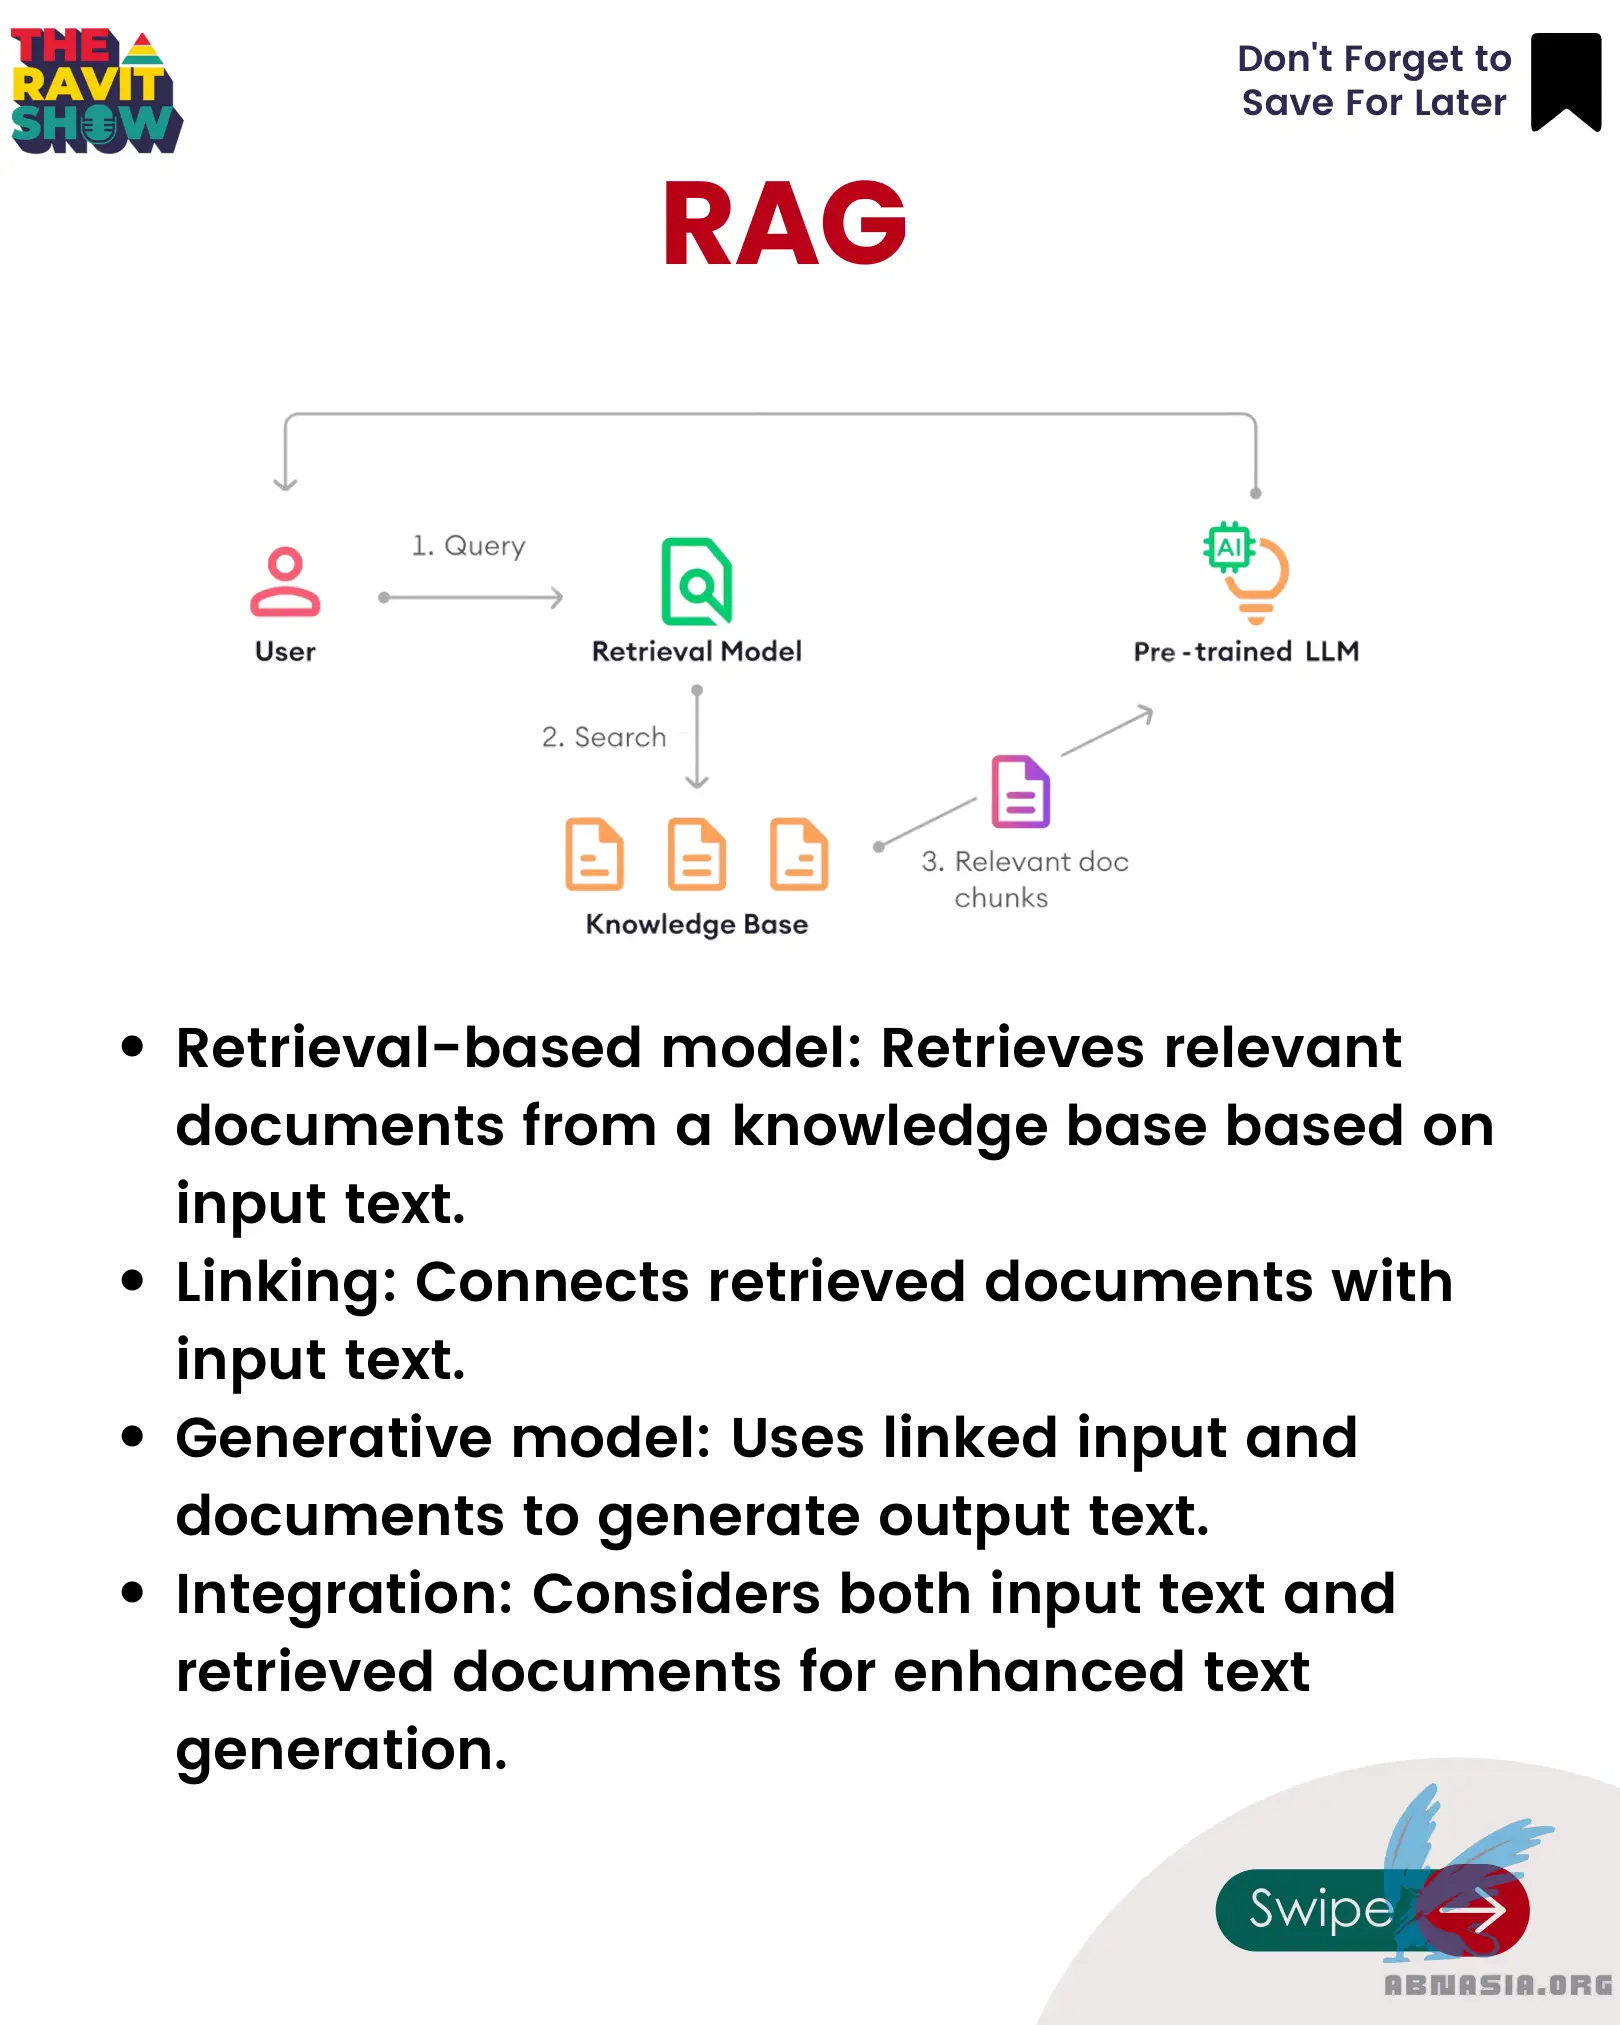 THE
RAVIT
SHOW
Don't Forget to
Save For Later
RAG
1. Query
AI
User
Retrieval Model
Pre - trained LLM
2. Search
3. Relevant doc
chunks
Knowledge Base
• Retrieval-based model: Retrieves relevant
documents from a knowledge base based on
input text.
• Linking: Connects retrieved documents with
input text.
• Generative model: Uses linked input and
documents to generate output text.
• Integration: Considers both input text and
retrieved documents for enhanced text
generation.
Swipe
ABNASIA.ORG